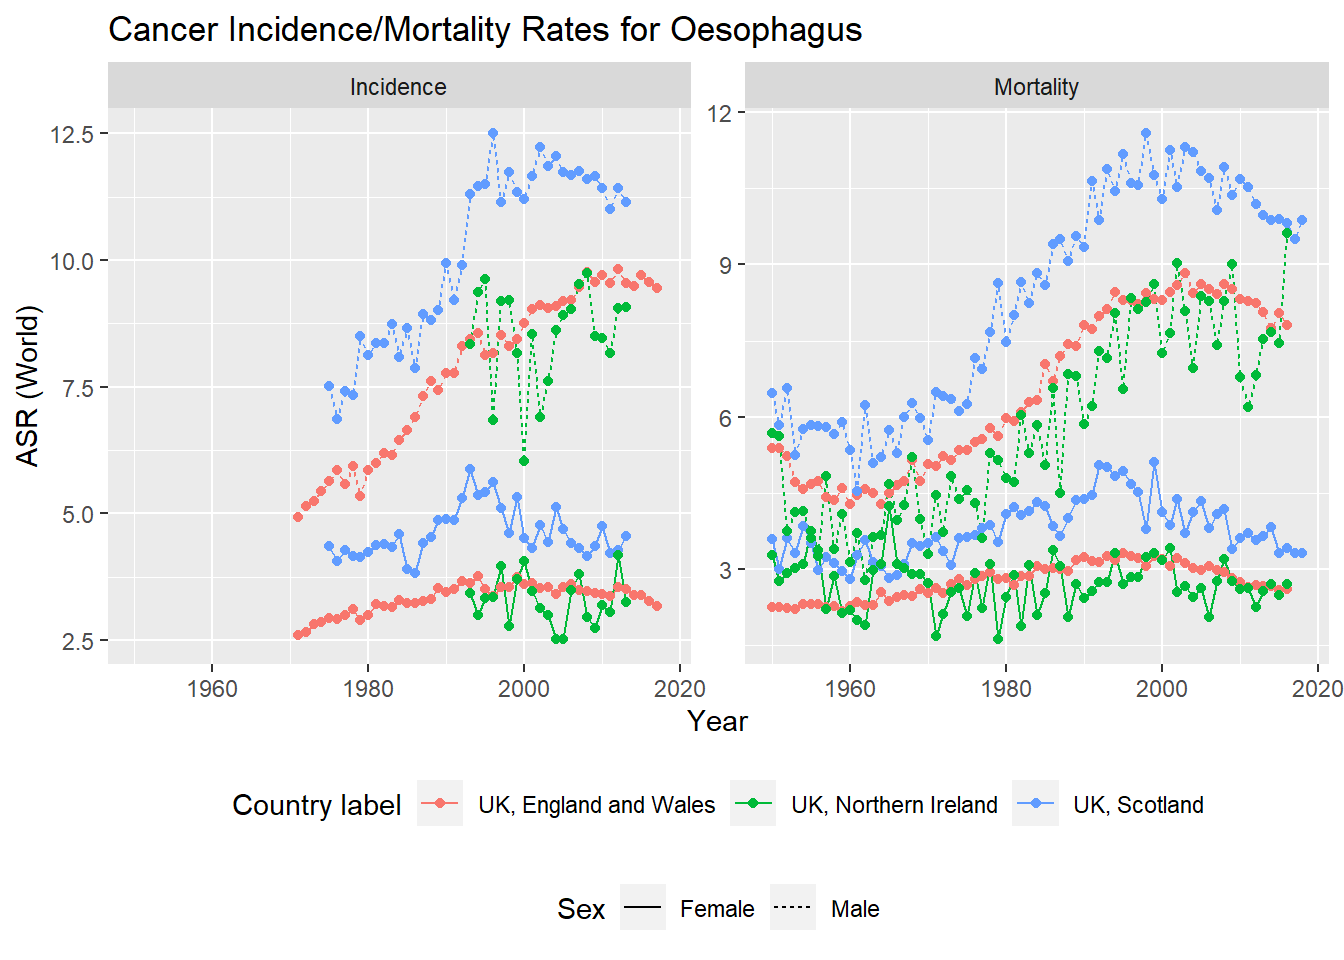 Cancer Incidence/Mortality Rates for Oesophagus
Incidence
Mortality
ASR (World)
12.5
10.0
7.5
5.0
2.5
12
9
6
3
1960 1980 2000 2020
1960 1980 2000 2020
Year
Country label UK, England and Wales UK, Northern Ireland UK, Scotland
Sex Female Male